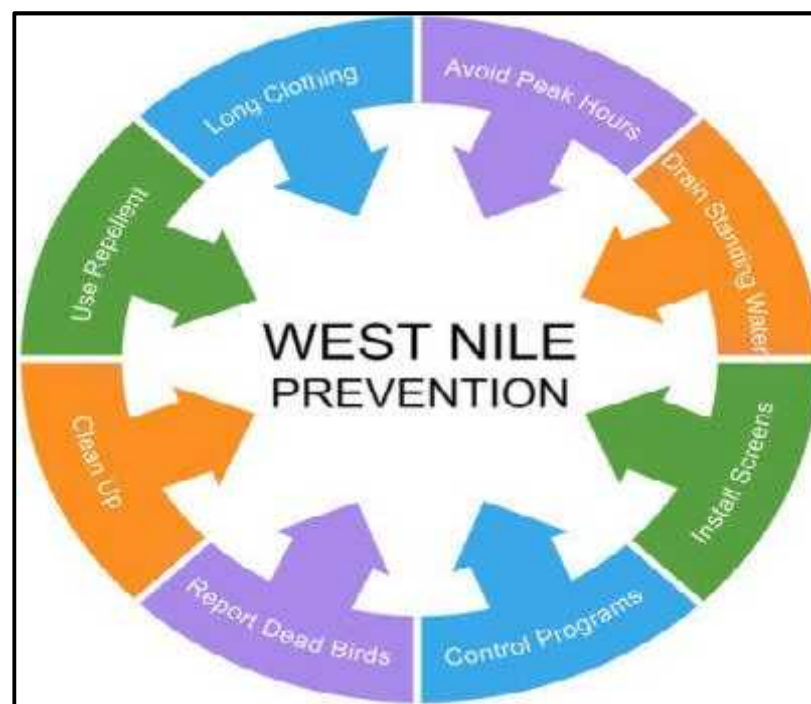 WEST NILE
PREVENTION
Long Clothing
Avoid Peak Hours
Drain Standing Water
Install Screens
Control Programs
Report Dead Birds
Clean Up
Use Repellent